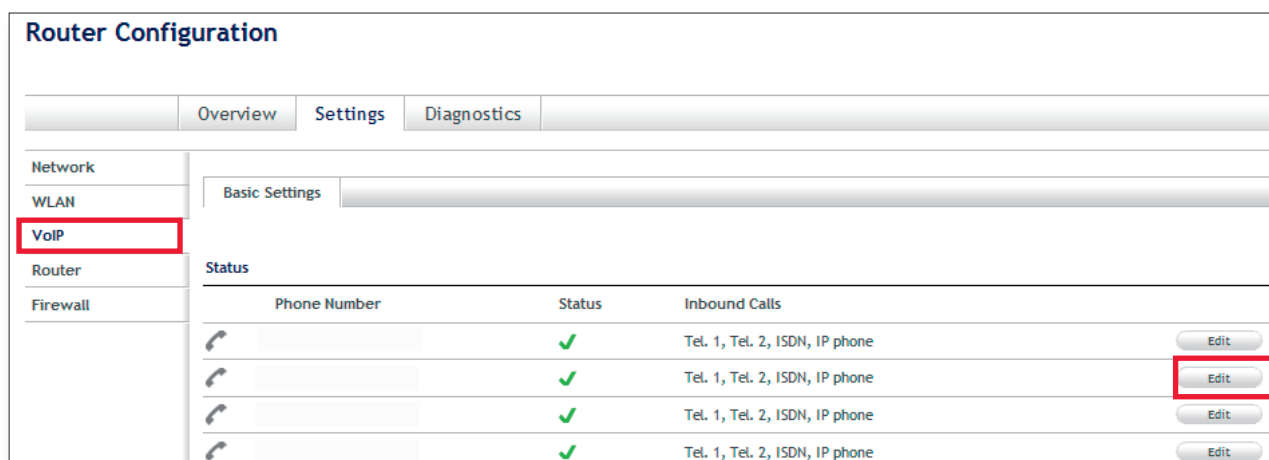 Router Configuration
Overview Settings Diagnostics
Network
WLAN
VoIP
Router
Firewall
Basic Settings
Status
Phone Number Status Inbound Calls
Tel. 1, Tel. 2, ISDN, IP phone Edit
Tel. 1, Tel. 2, ISDN, IP phone Edit
Tel. 1, Tel. 2, ISDN, IP phone Edit
Tel. 1, Tel. 2, ISDN, IP phone Edit